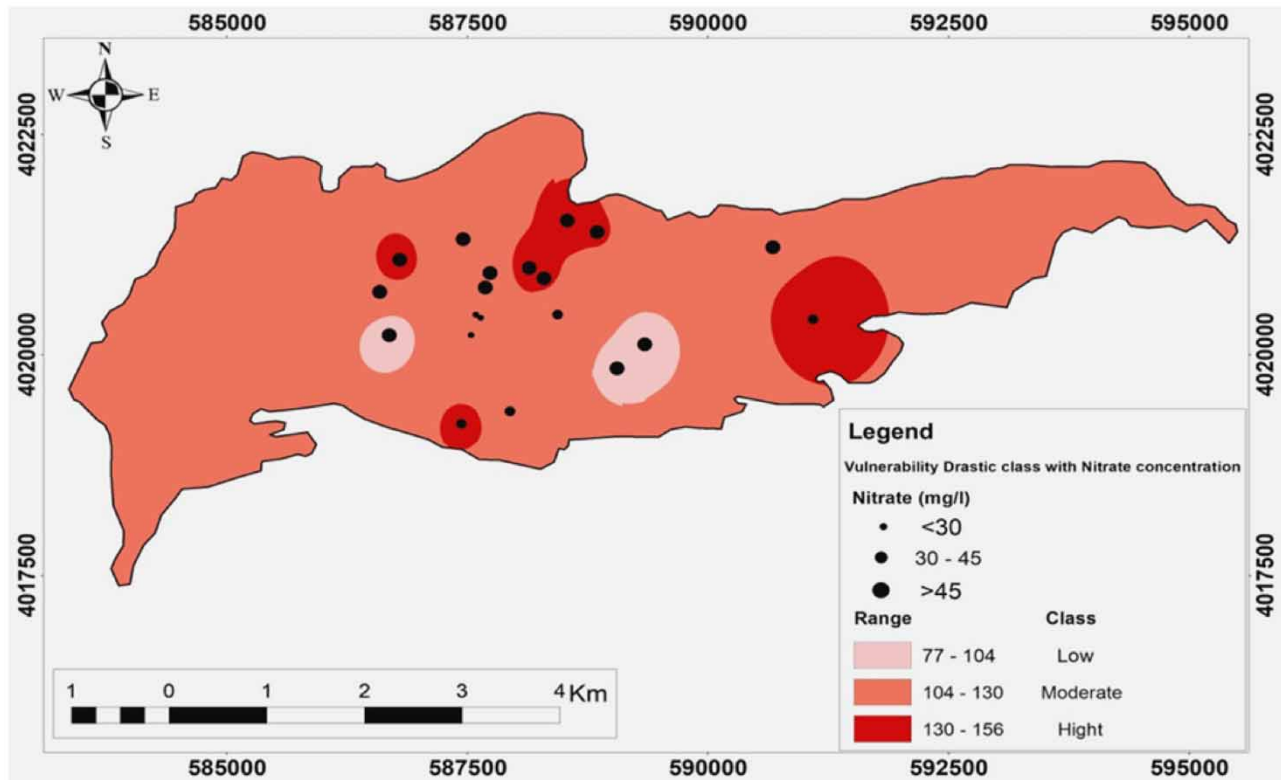 585000 587500 590000 592500 595000
N
W E
S
4022500 4022500
4020000 4020000
4017500 4017500
Legend
Vulnerability Drastic class with Nitrate concentration
Nitrate (mg/l)
<30
30 - 45
>45
Range Class
77 - 104 Low
104 - 130 Moderate
130 - 156 Hight
1 0 1 2 3 4 Km
585000 587500 590000 592500 595000